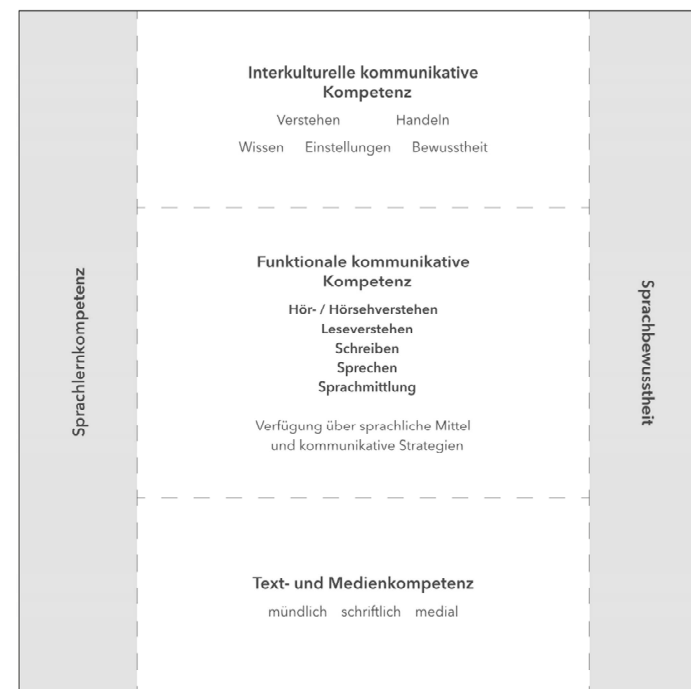 Interkulturelle kommunikative
Kompetenz
Verstehen Handeln
Wissen Einstellungen Bewusstheit
Sprachlernkompetenz
Funktionale kommunikative
Kompetenz
Hör- / Hörsehverstehen
Leseverstehen
Schreiben
Sprechen
Sprachmittlung
Verfügung über sprachliche Mittel
und kommunikative Strategien
Sprachbewusstheit
Text- und Medienkompetenz
mündlich schriftlich medial